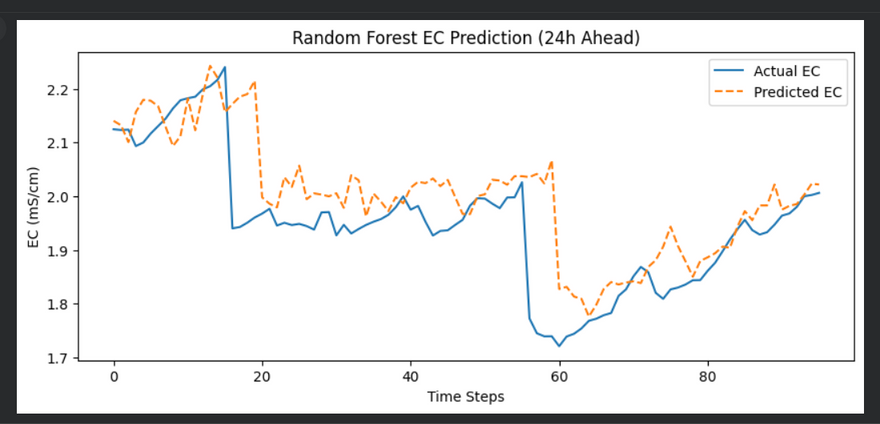 Random Forest EC Prediction (24h Ahead)
Actual EC
Predicted EC
2.2
2.1
2.0
1.9
1.8
1.7
EC (mS/cm)
0
20
40
60
80
Time Steps